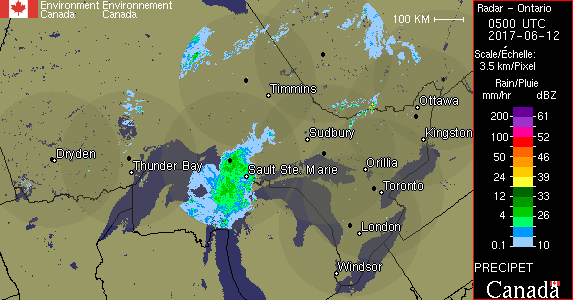 Environment Environnement
Canada Canada
100 KM
Timmins
Ottawa
Sudbury
Kingston
Dryden
Thunder Bay
Sault Ste. Marie
Orillia
Toronto
London
Windsor
Radar - Ontario
0500 UTC
2017-06-12
Scale/Échelle:
3.5 km/Pixel
Rain/Pluie
mm/hr dBZ
200 61
100 52
50 46
24 39
12 33
4 26
1 20
0.1 10
PRECIPET
Canada